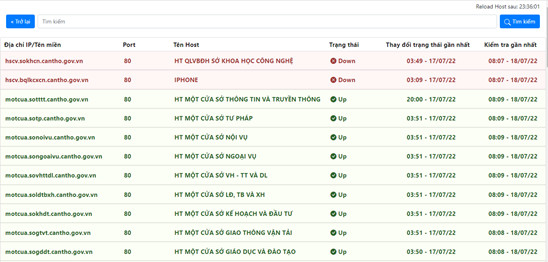 Reload Host sau: 23:36:01
« Trở lại Tìm kiếm Tìm kiếm
Địa chỉ IP/Tên miền Port Tên Host Trạng thái Thay đổi trạng thái gần nhất Kiểm tra gần nhất
hscv.sokhcn.cantho.gov.vn 80 HT QLVBĐH SỞ KHOA HỌC CÔNG NGHỆ Down 03:49 - 17/07/22 08:07 - 18/07/22
hscv.bqlkcxcn.cantho.gov.vn 80 IPHONE Down 03:09 - 17/07/22 08:07 - 18/07/22
motcua.sotttt.cantho.gov.vn 80 HT MỘT CỬA SỞ THÔNG TIN VÀ TRUYỀN THÔNG Up 20:00 - 17/07/22 08:09 - 18/07/22
motcua.sotp.cantho.gov.vn 80 HT MỘT CỬA SỞ TƯ PHÁP Up 03:51 - 17/07/22 08:09 - 18/07/22
motcua.sonoivu.cantho.gov.vn 80 HT MỘT CỬA SỞ NỘI VỤ Up 03:51 - 17/07/22 08:09 - 18/07/22
motcua.songoaivu.cantho.gov.vn 80 HT MỘT CỬA SỞ NGOẠI VỤ Up 03:51 - 17/07/22 08:09 - 18/07/22
motcua.sovhttdl.cantho.gov.vn 80 HT MỘT CỬA SỞ VH - TT VÀ DL Up 03:51 - 17/07/22 08:09 - 18/07/22
motcua.soldtbxh.cantho.gov.vn 80 HT MỘT CỬA SỞ LĐ, TB VÀ XH Up 03:51 - 17/07/22 08:09 - 18/07/22
motcua.sokhdt.cantho.gov.vn 80 HT MỘT CỬA SỞ KẾ HOẠCH VÀ ĐẦU TƯ Up 03:51 - 17/07/22 08:09 - 18/07/22
motcua.sogtvt.cantho.gov.vn 80 HT MỘT CỬA SỞ GIAO THÔNG VẬN TẢI Up 03:51 - 17/07/22 08:08 - 18/07/22
motcua.sogddt.cantho.gov.vn 80 HT MỘT CỬA SỞ GIÁO DỤC VÀ ĐÀO TẠO Up 03:50 - 17/07/22 08:08 - 18/07/22